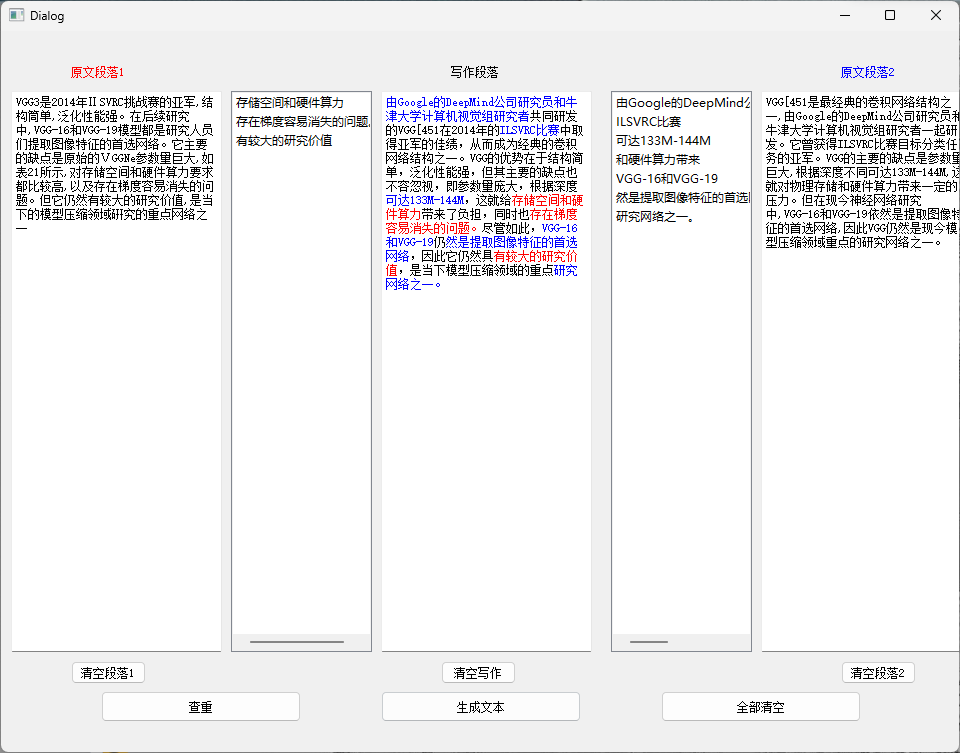 Dialog
原文段落1
写作段落
原文段落2
VGG3是2014年ⅡSVRC挑战赛的亚军,结
构简单,泛化性能强。在后续研究
中,VGG-16和VGG-19模型都是研究人员
们提取图像特征的首选网络。它主要
的缺点是原始的ⅤGGNe参数量巨大,如
表21所示,对存储空间和硬件算力要求
都比较高,以及存在梯度容易消失的问
题。但它仍然有较大的研究价值,是当
下的模型压缩领域研究的重点网络之
一
存储空间和硬件算力
存在梯度容易消失的问题.
有较大的研究价值
由Google的DeepMind公司研究员和牛
津大学计算机视觉组研究者共同研发
的VGG[451在2014年的ILSVRC比赛中取
得亚军的佳绩，从而成为经典的卷积
网络结构之一。VGG的优势在于结构简
单，泛化性能强，但其主要的缺点也
不容忽视，即参数量庞大，根据深度
可达133M-144M，这就给存储空间和硬
件算力带来了负担，同时也存在梯度
容易消失的问题。尽管如此，VGG-16
和VGG-19仍然是提取图像特征的首选
网络，因此它仍然具有较大的研究价
值，是当下模型压缩领域的重点研究
网络之一。
由Google的DeepMind公
ILSVRC比赛
可达133M-144M
和硬件算力带来
VGG-16和VGG-19
然是提取图像特征的首选
研究网络之一。
VGG[451是最经典的卷积网络结构之
一,由Google的DeepMind公司研究员和
牛津大学计算机视觉组研究者一起研
发。它曾获得ILSVRC比赛目标分类任
务的亚军。VGG的主要的缺点是参数量
巨大,根据深度不同可达133M-144M,这
就对物理存储和硬件算力带来一定的
压力。但在现今神经网络研究
中,VGG-16和VGG-19依然是提取图像特
征的首选网络,因此VGG仍然是现今模
型压缩领域重点的研究网络之一。
清空段落1
清空写作
清空段落2
查重
生成文本
全部清空